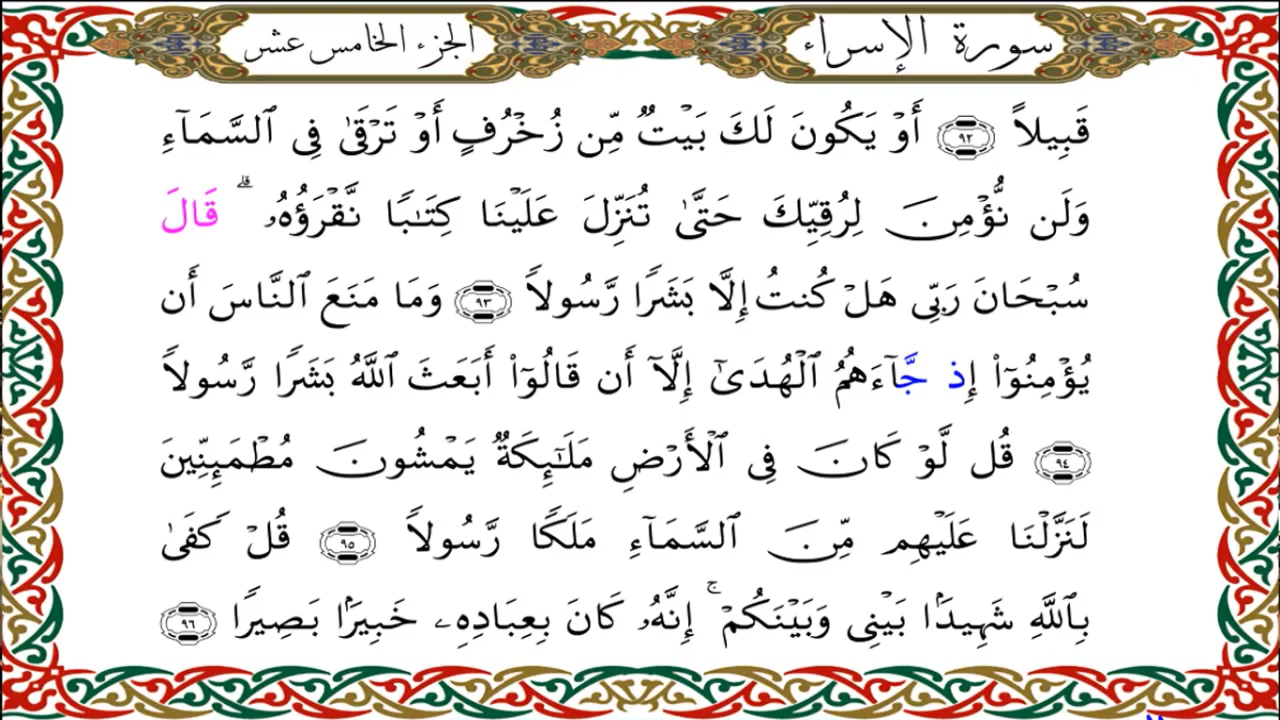 سورة الإسراء
الجزء الخامس عشر
قَبِيلاً ٩٢ أَوْ يَكُونَ لَكَ بَيْتٌ مِّن زُخْرُفٍ أَوْ تَرْقَىٰ فِى ٱلسَّمَآءِ
وَلَن نُّؤْمِنَ لِرُقِيِّكَ حَتَّىٰ تُنَزِّلَ عَلَيْنَا كِتَٰبًا نَّقْرَؤُهُۥ ۗ قَالَ
سُبْحَانَ رَبِّى هَلْ كُنتُ إِلَّا بَشَرًا رَّسُولاً ٩٣ وَمَا مَنَعَ ٱلنَّاسَ أَن
يُؤْمِنُوٓا۟ إِذ جَّآءَهُمُ ٱلْهُدَىٰٓ إِلَّآ أَن قَالُوٓا۟ أَبَعَثَ ٱللَّهُ بَشَرًا رَّسُولاً
٩٤ قُل لَّوْ كَانَ فِى ٱلْأَرْضِ مَلَٰٓئِكَةٌ يَمْشُونَ مُطْمَئِنِّينَ
لَنَزَّلْنَا عَلَيْهِم مِّنَ ٱلسَّمَآءِ مَلَكًا رَّسُولاً ٩٥ قُلْ كَفَىٰ
بِٱللَّهِ شَهِيدًۢا بَيْنِى وَبَيْنَكُمْ ۚ إِنَّهُۥ كَانَ بِعِبَادِهِۦ خَبِيرًۢا بَصِيرًا ٩٦